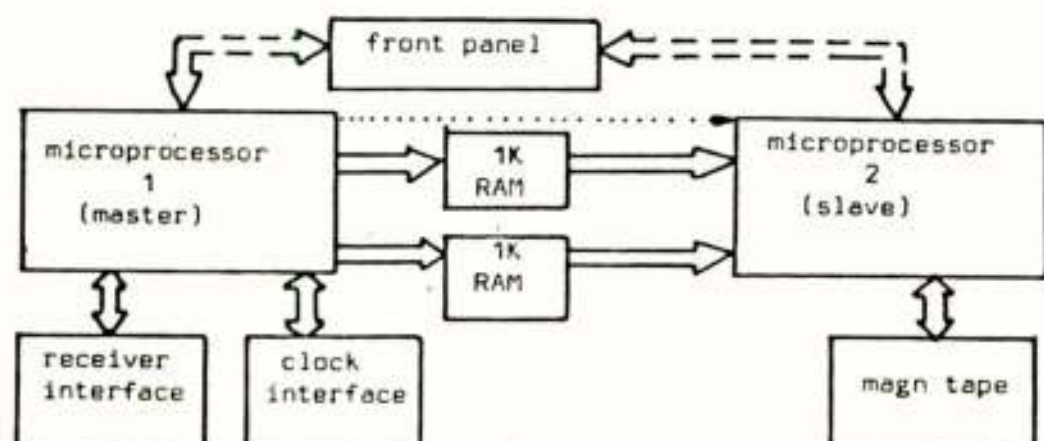 front panel
microprocessor
1
(master)
1K
RAM
1K
RAM
microprocessor
2
(slave)
receiver
interface
clock
interface
magn tape